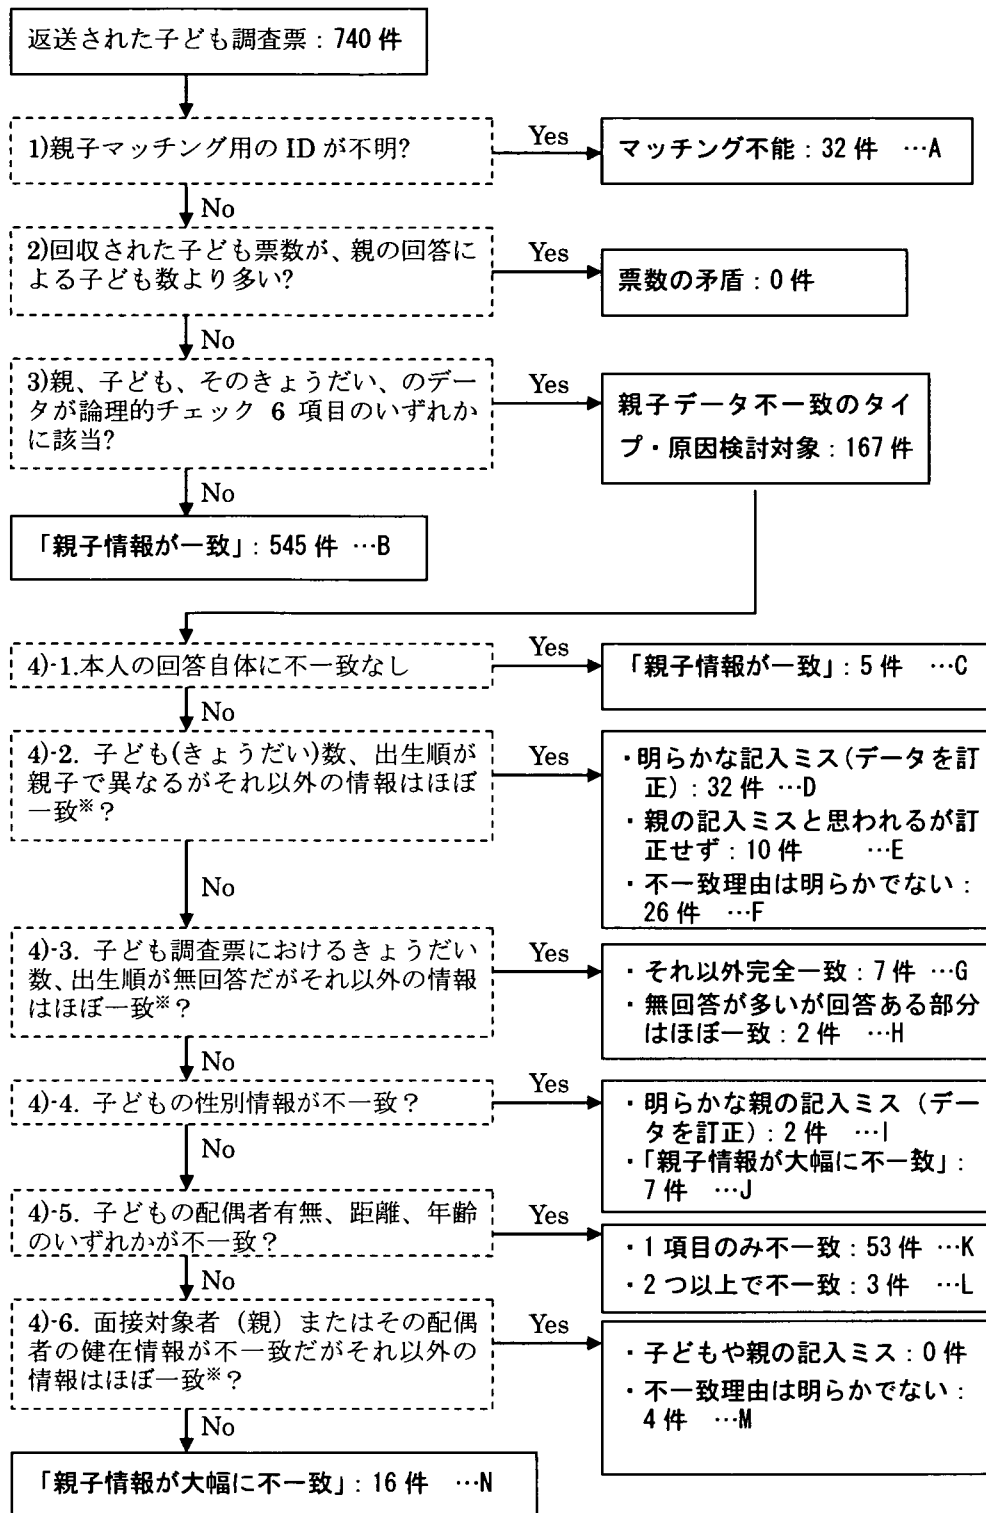 返送された子ども調査票：740 件
1)親子マッチング用の ID が不明?
Yes
マッチング不能：32 件 …A
No
2)回収された子ども票数が、親の回答に
よる子ども数より多い?
Yes
票数の矛盾：0 件
No
3)親、子ども、そのきょうだい、のデー
タが論理的チェック 6 項目のいずれか
に該当?
Yes
親子データ不一致のタイ
プ・原因検討対象：167 件
No
「親子情報が一致」：545 件 …B
4)-1.本人の回答自体に不一致なし
Yes
「親子情報が一致」：5 件 …C
No
4)-2. 子ども(きょうだい)数、出生順が
親子で異なるがそれ以外の情報はほぼ
一致※？
Yes
・明らかな記入ミス（データを訂
正）：32 件 …D
・親の記入ミスと思われるが訂
正せず：10 件 …E
・不一致理由は明らかでない：
26 件 …F
No
4)-3. 子ども調査票におけるきょうだい
数、出生順が無回答だがそれ以外の情報
はほぼ一致※？
Yes
・それ以外完全一致：7 件 …G
・無回答が多いが回答ある部分
はほぼ一致：2 件 …H
No
4)-4. 子どもの性別情報が不一致？
Yes
・明らかな親の記入ミス（デー
タを訂正）：2 件 …I
・「親子情報が大幅に不一致」：
7 件 …J
No
4)-5. 子どもの配偶者有無、距離、年齢
のいずれかが不一致？
Yes
・1 項目のみ不一致：53 件 …K
・2 つ以上で不一致：3 件 …L
No
4)-6. 面接対象者（親）またはその配偶
者の健在情報が不一致だがそれ以外の
情報はほぼ一致※？
Yes
・子どもや親の記入ミス：0 件
・不一致理由は明らかでない：
4 件 …M
No
「親子情報が大幅に不一致」：16 件 …N